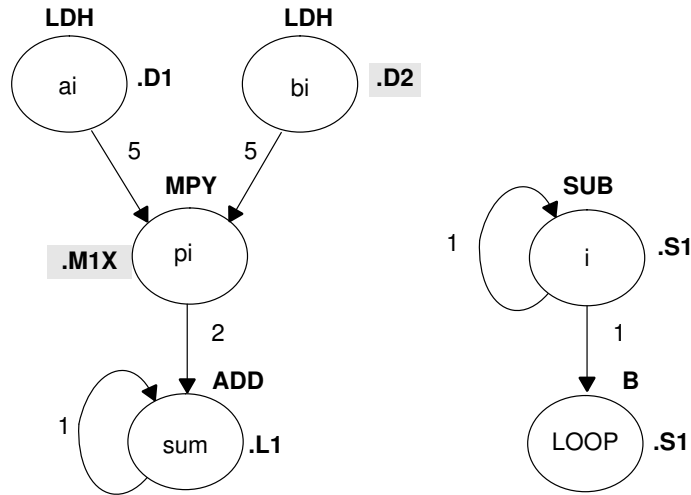 LDH
LDH
ai
.D1
bi
.D2
5
5
MPY
SUB
.M1X
pi
1
i
.S1
2
1
ADD
B
1
sum
.L1
LOOP
.S1